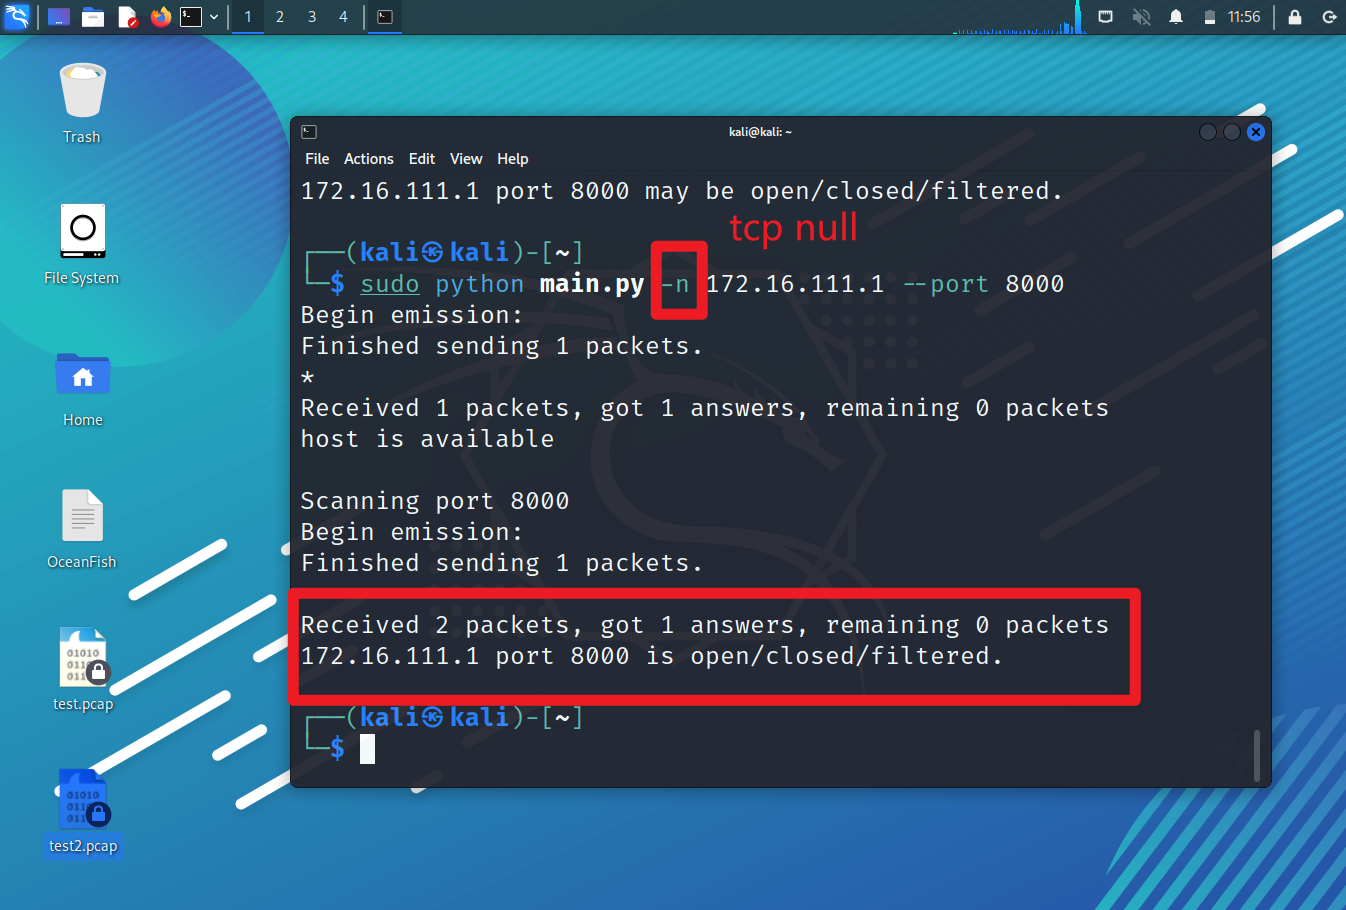 1 2 3 4 11:56
Trash
File System
Home
OceanFish
01010
test.pcap
01010
test2.pcap
kali@kali: ~
File Actions Edit View Help
172.16.111.1 port 8000 may be open/closed/filtered.
tcp null
┌──(kali㉿kali)-[~]
└─$ sudo python main.py -n 172.16.111.1 --port 8000
Begin emission:
Finished sending 1 packets.
*
Received 1 packets, got 1 answers, remaining 0 packets
host is available
Scanning port 8000
Begin emission:
Finished sending 1 packets.
Received 2 packets, got 1 answers, remaining 0 packets
172.16.111.1 port 8000 is open/closed/filtered.
┌──(kali㉿kali)-[~]
└─$